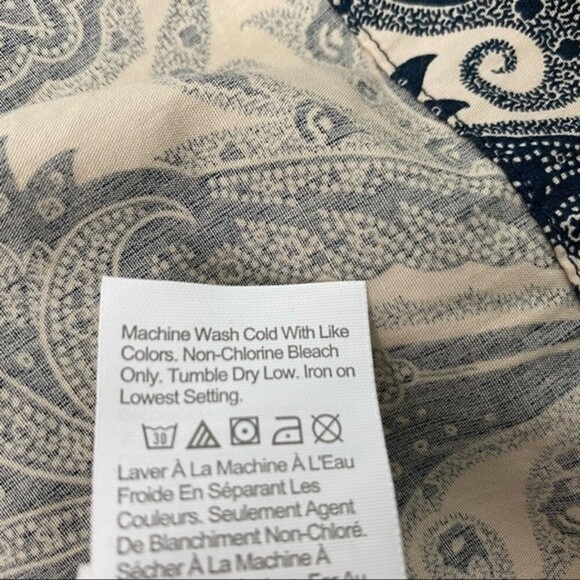 Machine Wash Cold With Like
Colors. Non-Chlorine Bleach
Only. Tumble Dry Low. Iron on
Lowest Setting.
30
Laver À La Machine À L'Eau
Froide En Séparant Les
Couleurs. Seulement Agent
De Blanchiment Non-Chloré.
Sécher À La Machine À